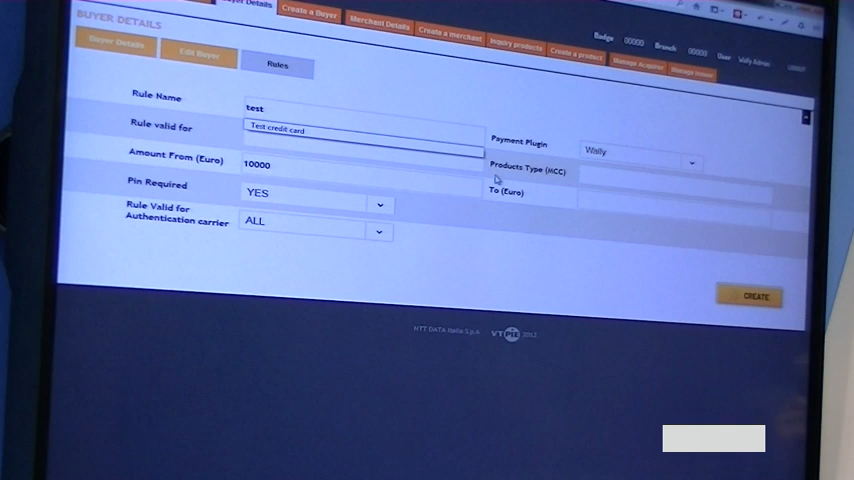 Buyer Details
Create a Buyer
Merchant Details
Create a merchant
Inquiry products
Create a product
Manage Acquirer
Manage Issuer
Badge 00000 Branch 00000 User Wally Admin LOGOUT
BUYER DETAILS
Buyer Details
Edit Buyer
Rules
Rule Name
test
Test credit card
Payment Plugin
Wally
Rule valid for
Products Type (MCC)
Amount From (Euro)
10000
To (Euro)
Pin Required
YES
Rule Valid for
Authentication carrier
ALL
CREATE
NTT DATA Italia S.p.A
VTPIE 2012